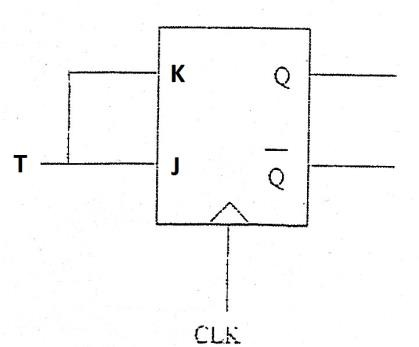 K Q
T J Q̅
CLK